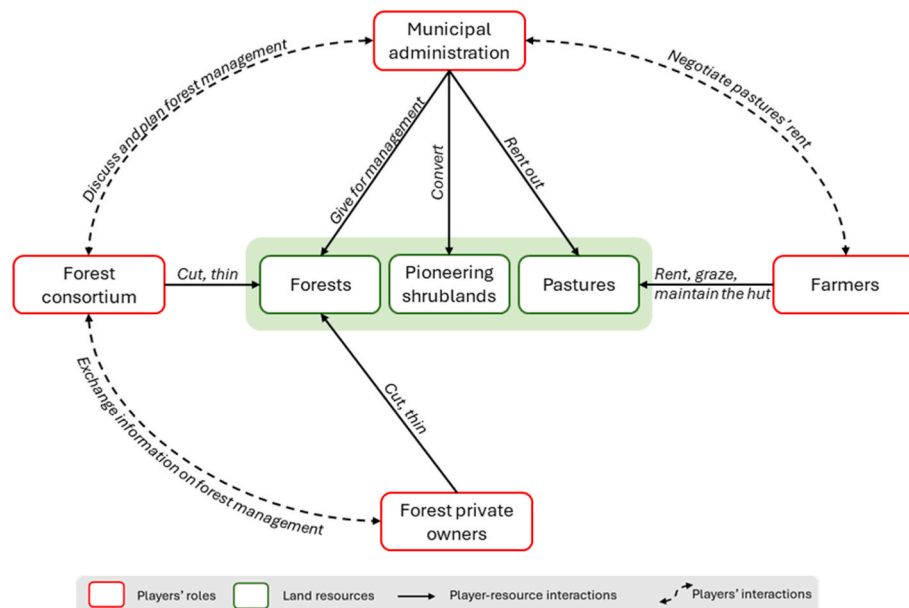 Municipal
administration
Discuss and plan forest management
Negotiate pastures' rent
Give for management
Convert
Rent out
Forest
consortium
Cut, thin
Forests
Pioneering
shrublands
Pastures
Rent, graze,
maintain the hut
Farmers
Exchange information on forest management
Cut, thin
Forest private
owners
Players' roles
Land resources
Player-resource interactions
Players' interactions